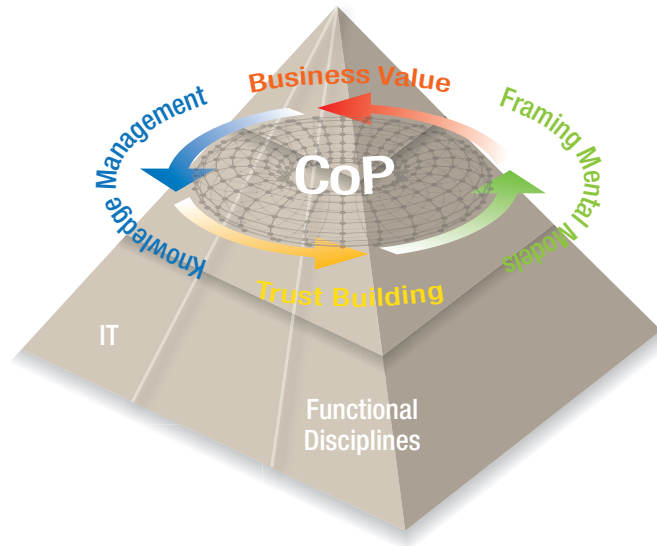 Business Value
Knowledge Management
Framing Mental Models
CoP
Trust Building
IT
Functional
Disciplines